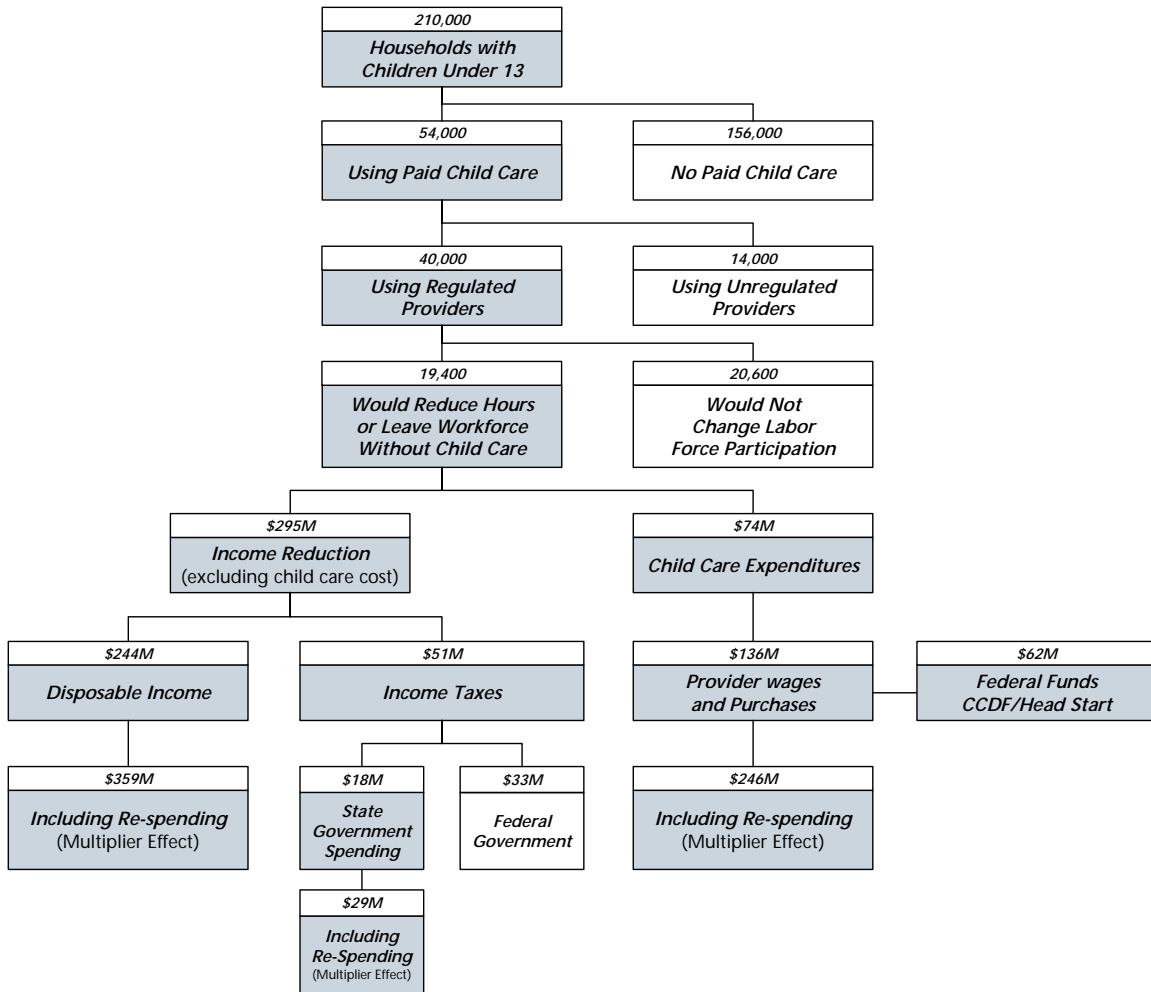 210,000
Households with
Children Under 13
54,000
Using Paid Child Care
156,000
No Paid Child Care
40,000
Using Regulated
Providers
14,000
Using Unregulated
Providers
19,400
Would Reduce Hours
or Leave Workforce
Without Child Care
20,600
Would Not
Change Labor
Force Participation
$295M
Income Reduction
(excluding child care cost)
$74M
Child Care Expenditures
$244M
Disposable Income
$51M
Income Taxes
$136M
Provider wages
and Purchases
$62M
Federal Funds
CCDF/Head Start
$359M
Including Re-spending
(Multiplier Effect)
$18M
State
Government
Spending
$33M
Federal
Government
$246M
Including Re-spending
(Multiplier Effect)
$29M
Including
Re-Spending
(Multiplier Effect)